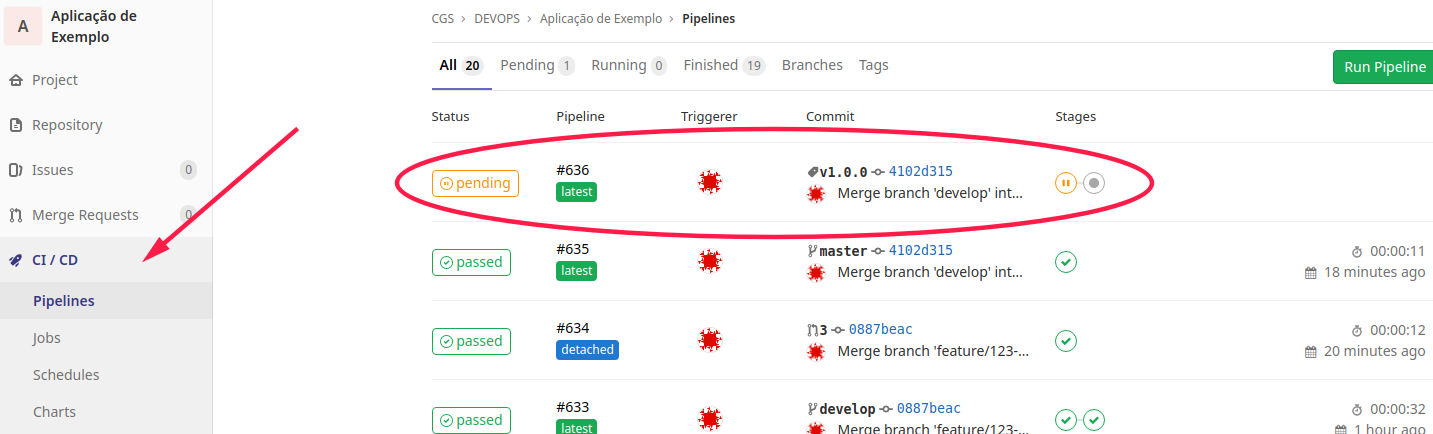 A
Aplicação de
Exemplo
Project
Repository
Issues 0
Merge Requests 0
CI / CD
Pipelines
Jobs
Schedules
Charts
CGS > DEVOPS > Aplicação de Exemplo > Pipelines
All 20 Pending 1 Running 0 Finished 19 Branches Tags
Run Pipeline
Status Pipeline Triggerer Commit Stages
pending #636 latest v1.0.0 4102d315
Merge branch 'develop' int...
passed #635 latest master 4102d315 00:00:11
Merge branch 'develop' int... 18 minutes ago
passed #634 detached 3 0887beac 00:00:12
Merge branch 'feature/123-... 20 minutes ago
passed #633 latest develop 0887beac 00:00:32
Merge branch 'feature/123-... 1 hour ago